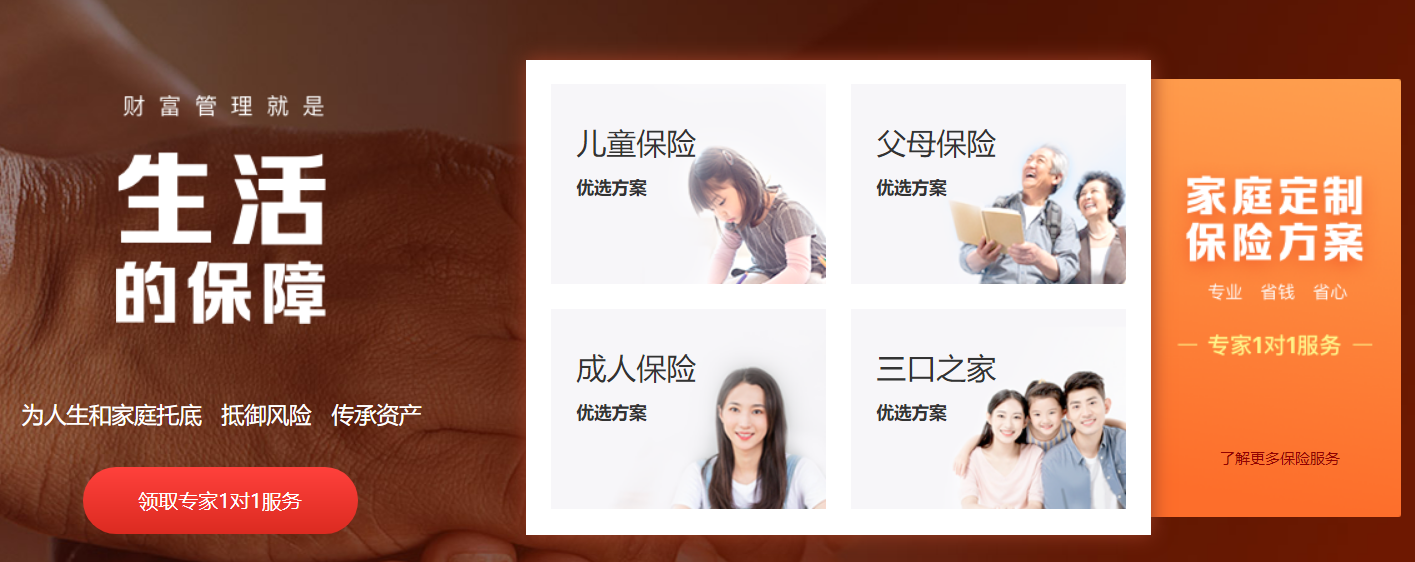 财富管理就是
生活
的保障
为人生和家庭托底 抵御风险 传承资产
领取专家1对1服务
儿童保险
优选方案
父母保险
优选方案
成人保险
优选方案
三口之家
优选方案
家庭定制
保险方案
专业 省钱 省心
专家1对1服务
了解更多保险服务